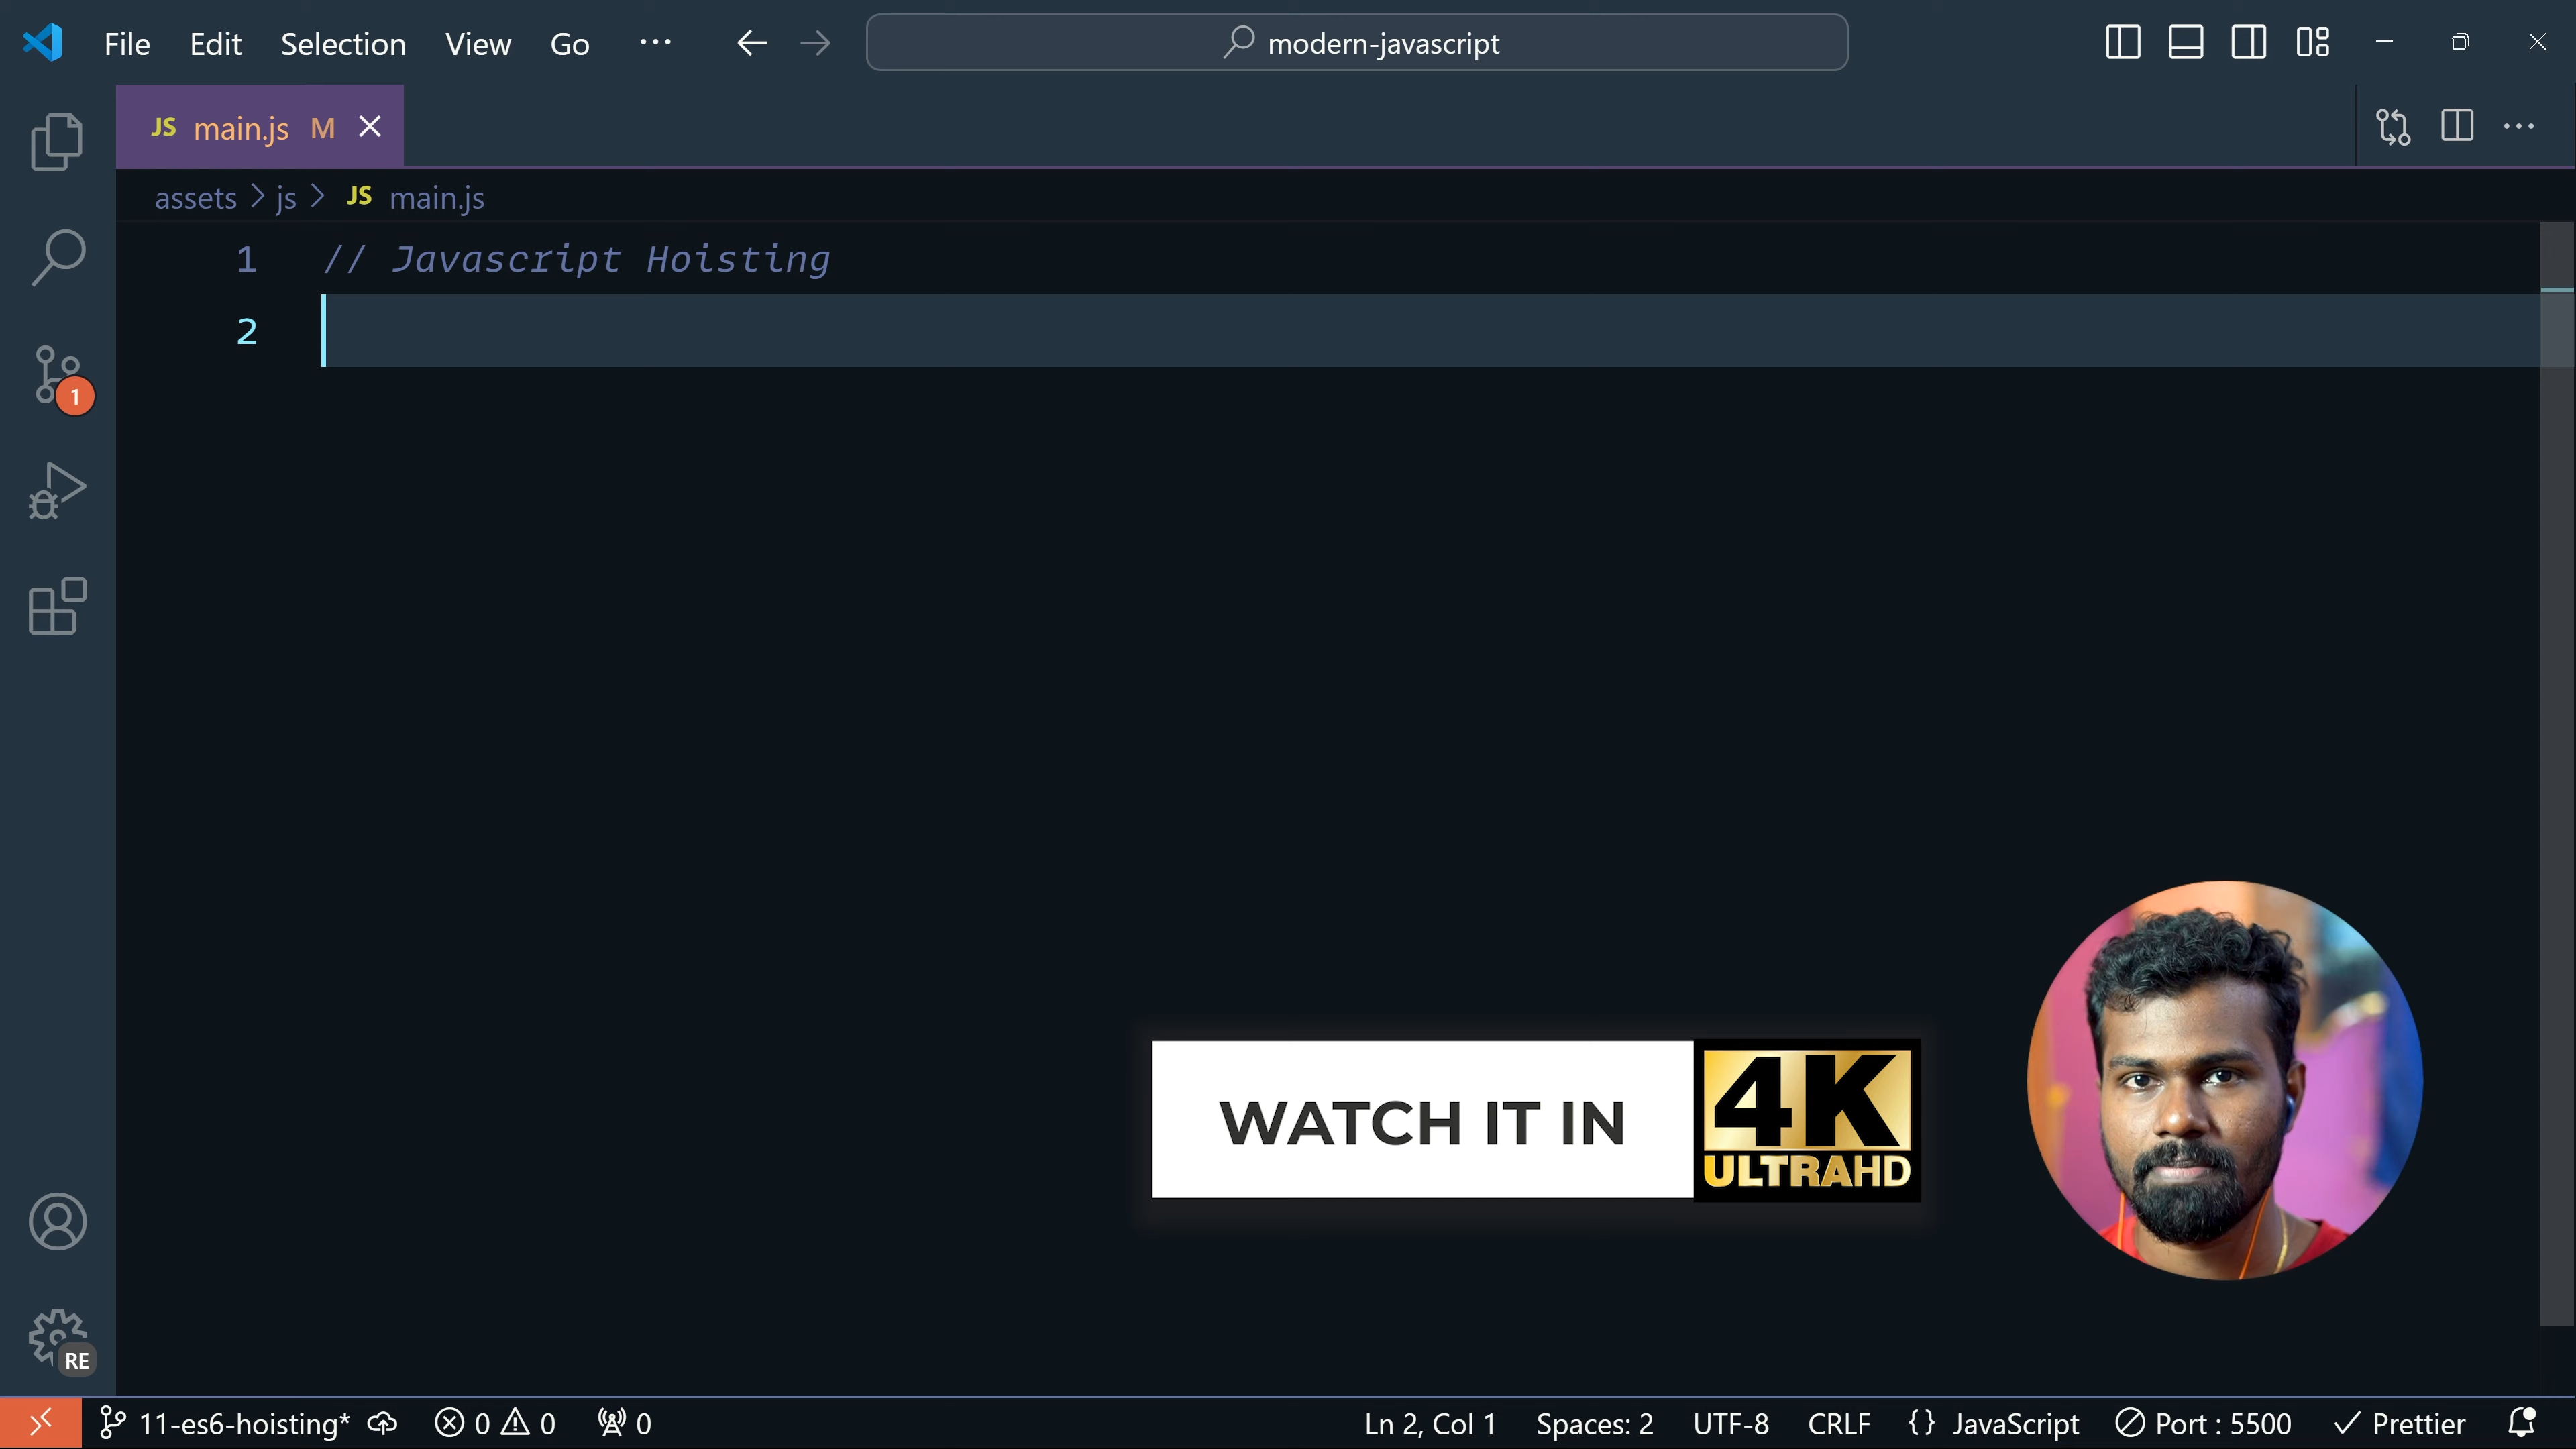 File Edit Selection View Go ··· modern-javascript
JS main.js M
assets > js > JS main.js
1 // Javascript Hoisting
2
1
WATCH IT IN 4K ULTRAHD
RE
11-es6-hoisting* 0 0 0 Ln 2, Col 1 Spaces: 2 UTF-8 CRLF {} JavaScript Port : 5500 Prettier